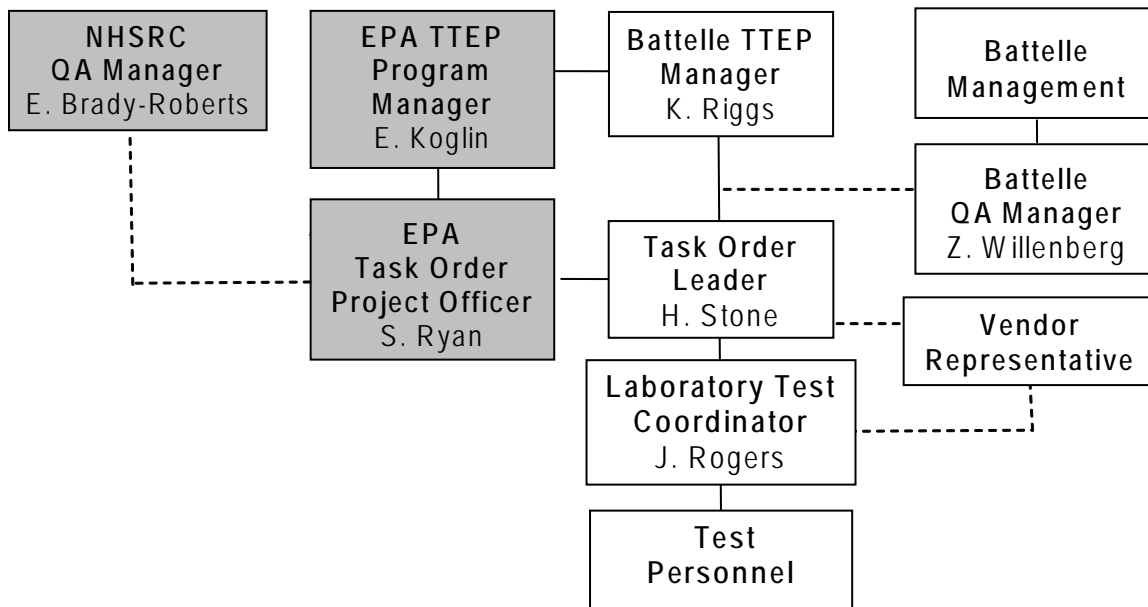 NHSRC
QA Manager
E. Brady-Roberts
EPA TTEP
Program
Manager
E. Koglin
Battelle TTEP
Manager
K. Riggs
Battelle
Management
Battelle
QA Manager
Z. Willenberg
EPA
Task Order
Project Officer
S. Ryan
Task Order
Leader
H. Stone
Vendor
Representative
Laboratory Test
Coordinator
J. Rogers
Test
Personnel